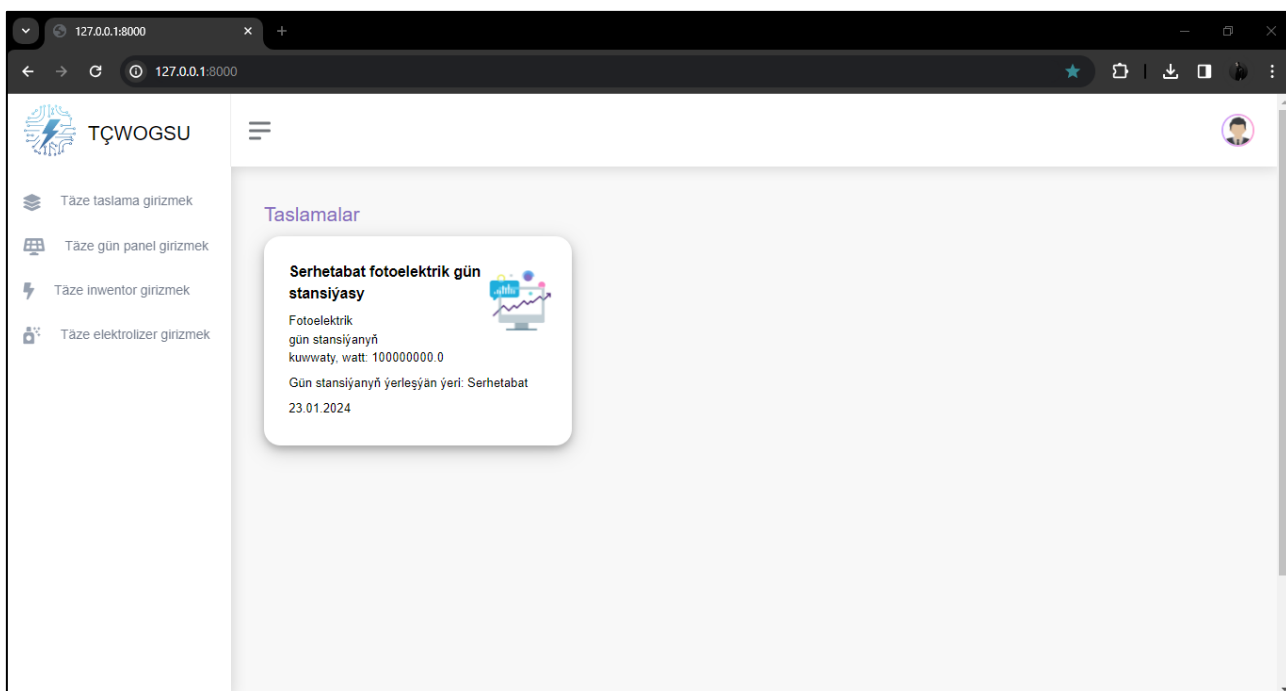 127.0.0.1:8000
127.0.0.1:8000
TÇWOGSU
Täze taslama girizmek
Täze gün panel girizmek
Täze inwentor girizmek
Täze elektrolizer girizmek
Taslamalar
Serhetabat fotoelektrik gün
stansiýasy
Fotoelektrik
gün stansiýanyň
kuwwaty, watt: 100000000.0
Gün stansiýanyň ýerleşýän ýeri: Serhetabat
23.01.2024